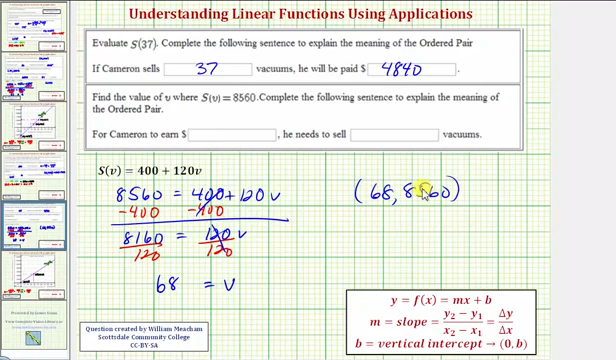 Understanding Linear Functions Using Applications
Evaluate S(37). Complete the following sentence to explain the meaning of the Ordered Pair
If Cameron sells 37 vacuums, he will be paid $ 4840 .
Find the value of v where S(v) = 8560. Complete the following sentence to explain the meaning of
the Ordered Pair.
For Cameron to earn $ , he needs to sell vacuums.
S(v) = 400 + 120v
8560 = 400 + 120 v
-400 -400
8160 = 120 v
120 120
68 = v
(68, 8560)
y = f(x) = mx + b
m = slope = y₂ − y₁ / x₂ − x₁ = Δy / Δx
b = vertical intercept → (0, b)
Question created by William Meacham
Scottsdale Community College
CC-BY-SA